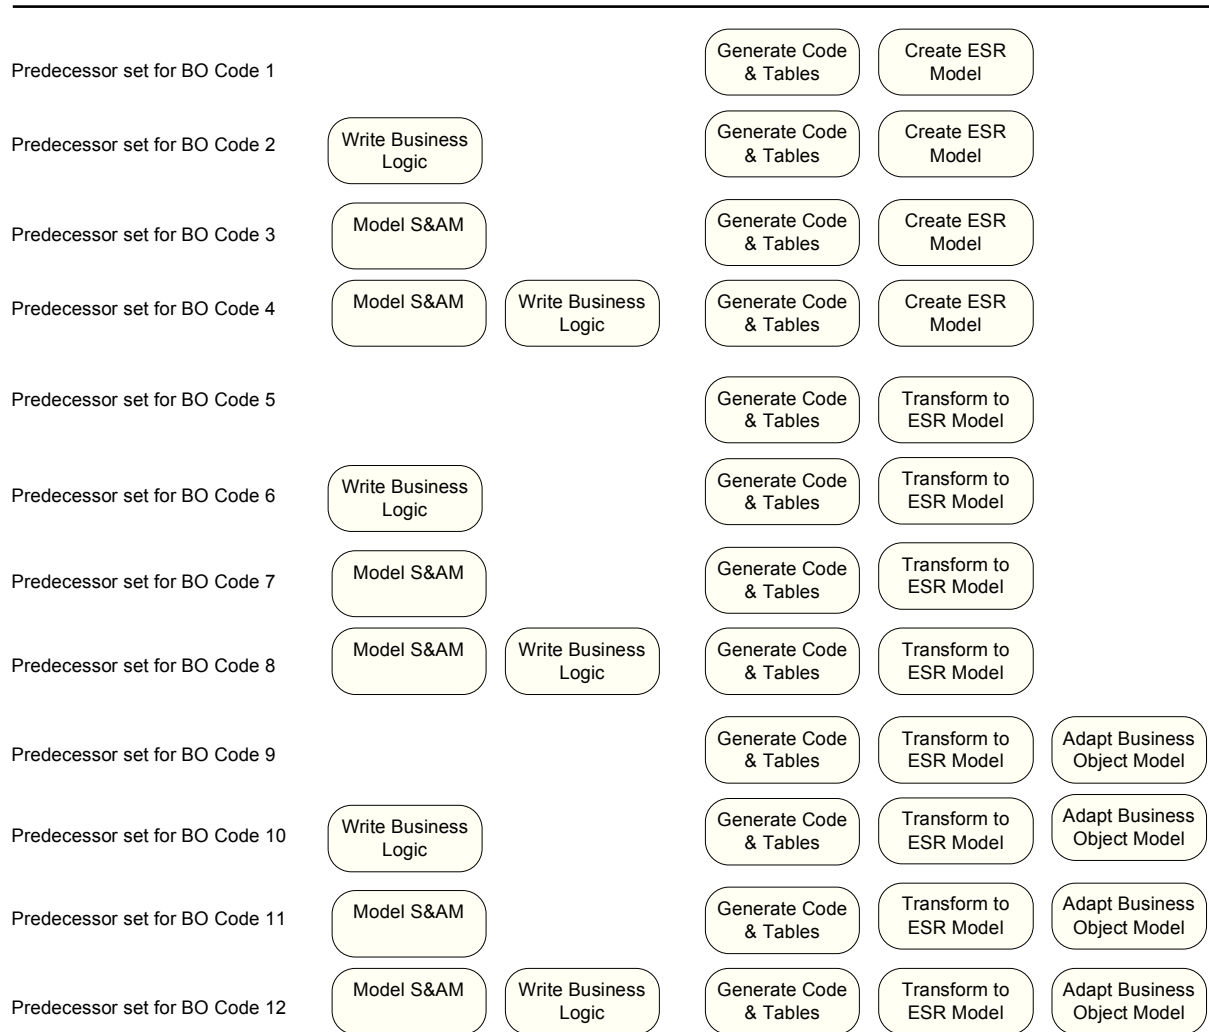 Generate Code
& Tables
Create ESR
Model
Predecessor set for BO Code 1
Write Business
Logic
Generate Code
& Tables
Create ESR
Model
Predecessor set for BO Code 2
Model S&AM
Generate Code
& Tables
Create ESR
Model
Predecessor set for BO Code 3
Model S&AM
Write Business
Logic
Generate Code
& Tables
Create ESR
Model
Predecessor set for BO Code 4
Generate Code
& Tables
Transform to
ESR Model
Predecessor set for BO Code 5
Write Business
Logic
Generate Code
& Tables
Transform to
ESR Model
Predecessor set for BO Code 6
Model S&AM
Generate Code
& Tables
Transform to
ESR Model
Predecessor set for BO Code 7
Model S&AM
Write Business
Logic
Generate Code
& Tables
Transform to
ESR Model
Predecessor set for BO Code 8
Generate Code
& Tables
Transform to
ESR Model
Adapt Business
Object Model
Predecessor set for BO Code 9
Write Business
Logic
Generate Code
& Tables
Transform to
ESR Model
Adapt Business
Object Model
Predecessor set for BO Code 10
Model S&AM
Generate Code
& Tables
Transform to
ESR Model
Adapt Business
Object Model
Predecessor set for BO Code 11
Model S&AM
Write Business
Logic
Generate Code
& Tables
Transform to
ESR Model
Adapt Business
Object Model
Predecessor set for BO Code 12